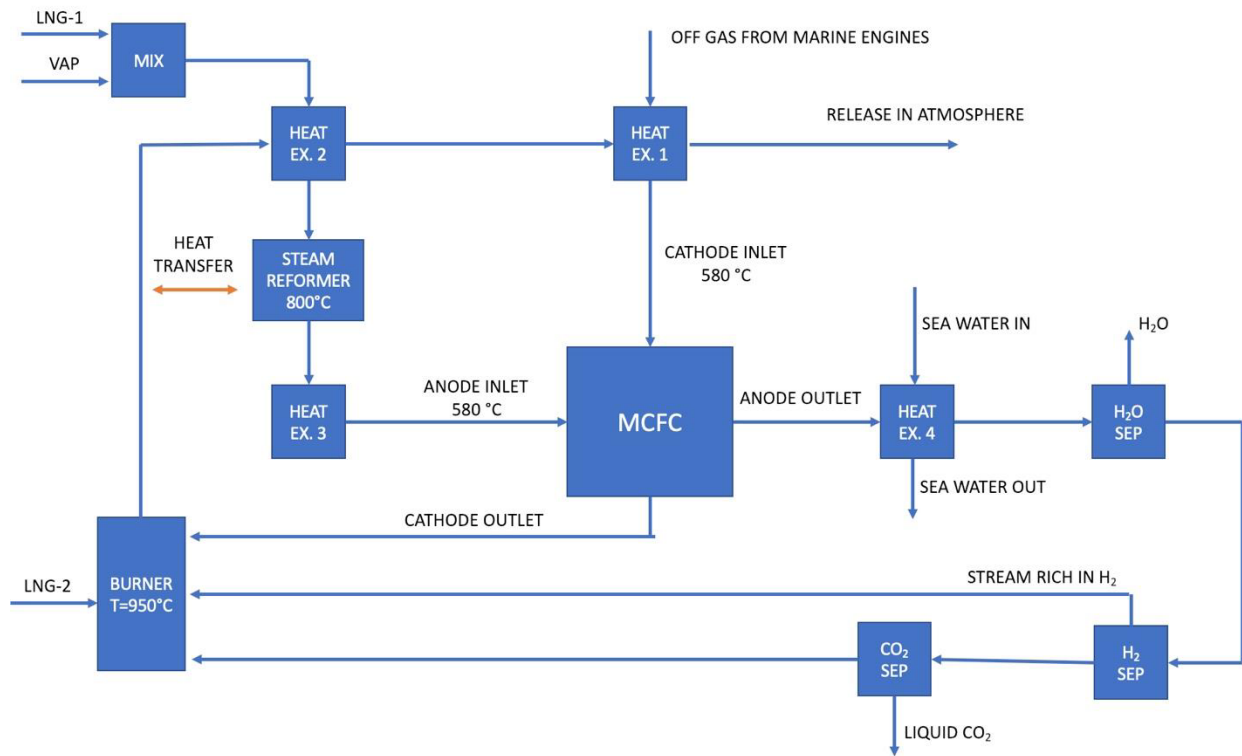 LNG-1
VAP
MIX
OFF GAS FROM MARINE ENGINES
HEAT
EX. 2
HEAT
EX. 1
RELEASE IN ATMOSPHERE
HEAT
TRANSFER
STEAM
REFORMER
800°C
CATHODE INLET
580 °C
SEA WATER IN
H₂O
HEAT
EX. 3
ANODE INLET
580 °C
MCFC
ANODE OUTLET
HEAT
EX. 4
H₂O
SEP
SEA WATER OUT
CATHODE OUTLET
LNG-2
BURNER
T=950°C
STREAM RICH IN H₂
CO₂
SEP
H₂
SEP
LIQUID CO₂